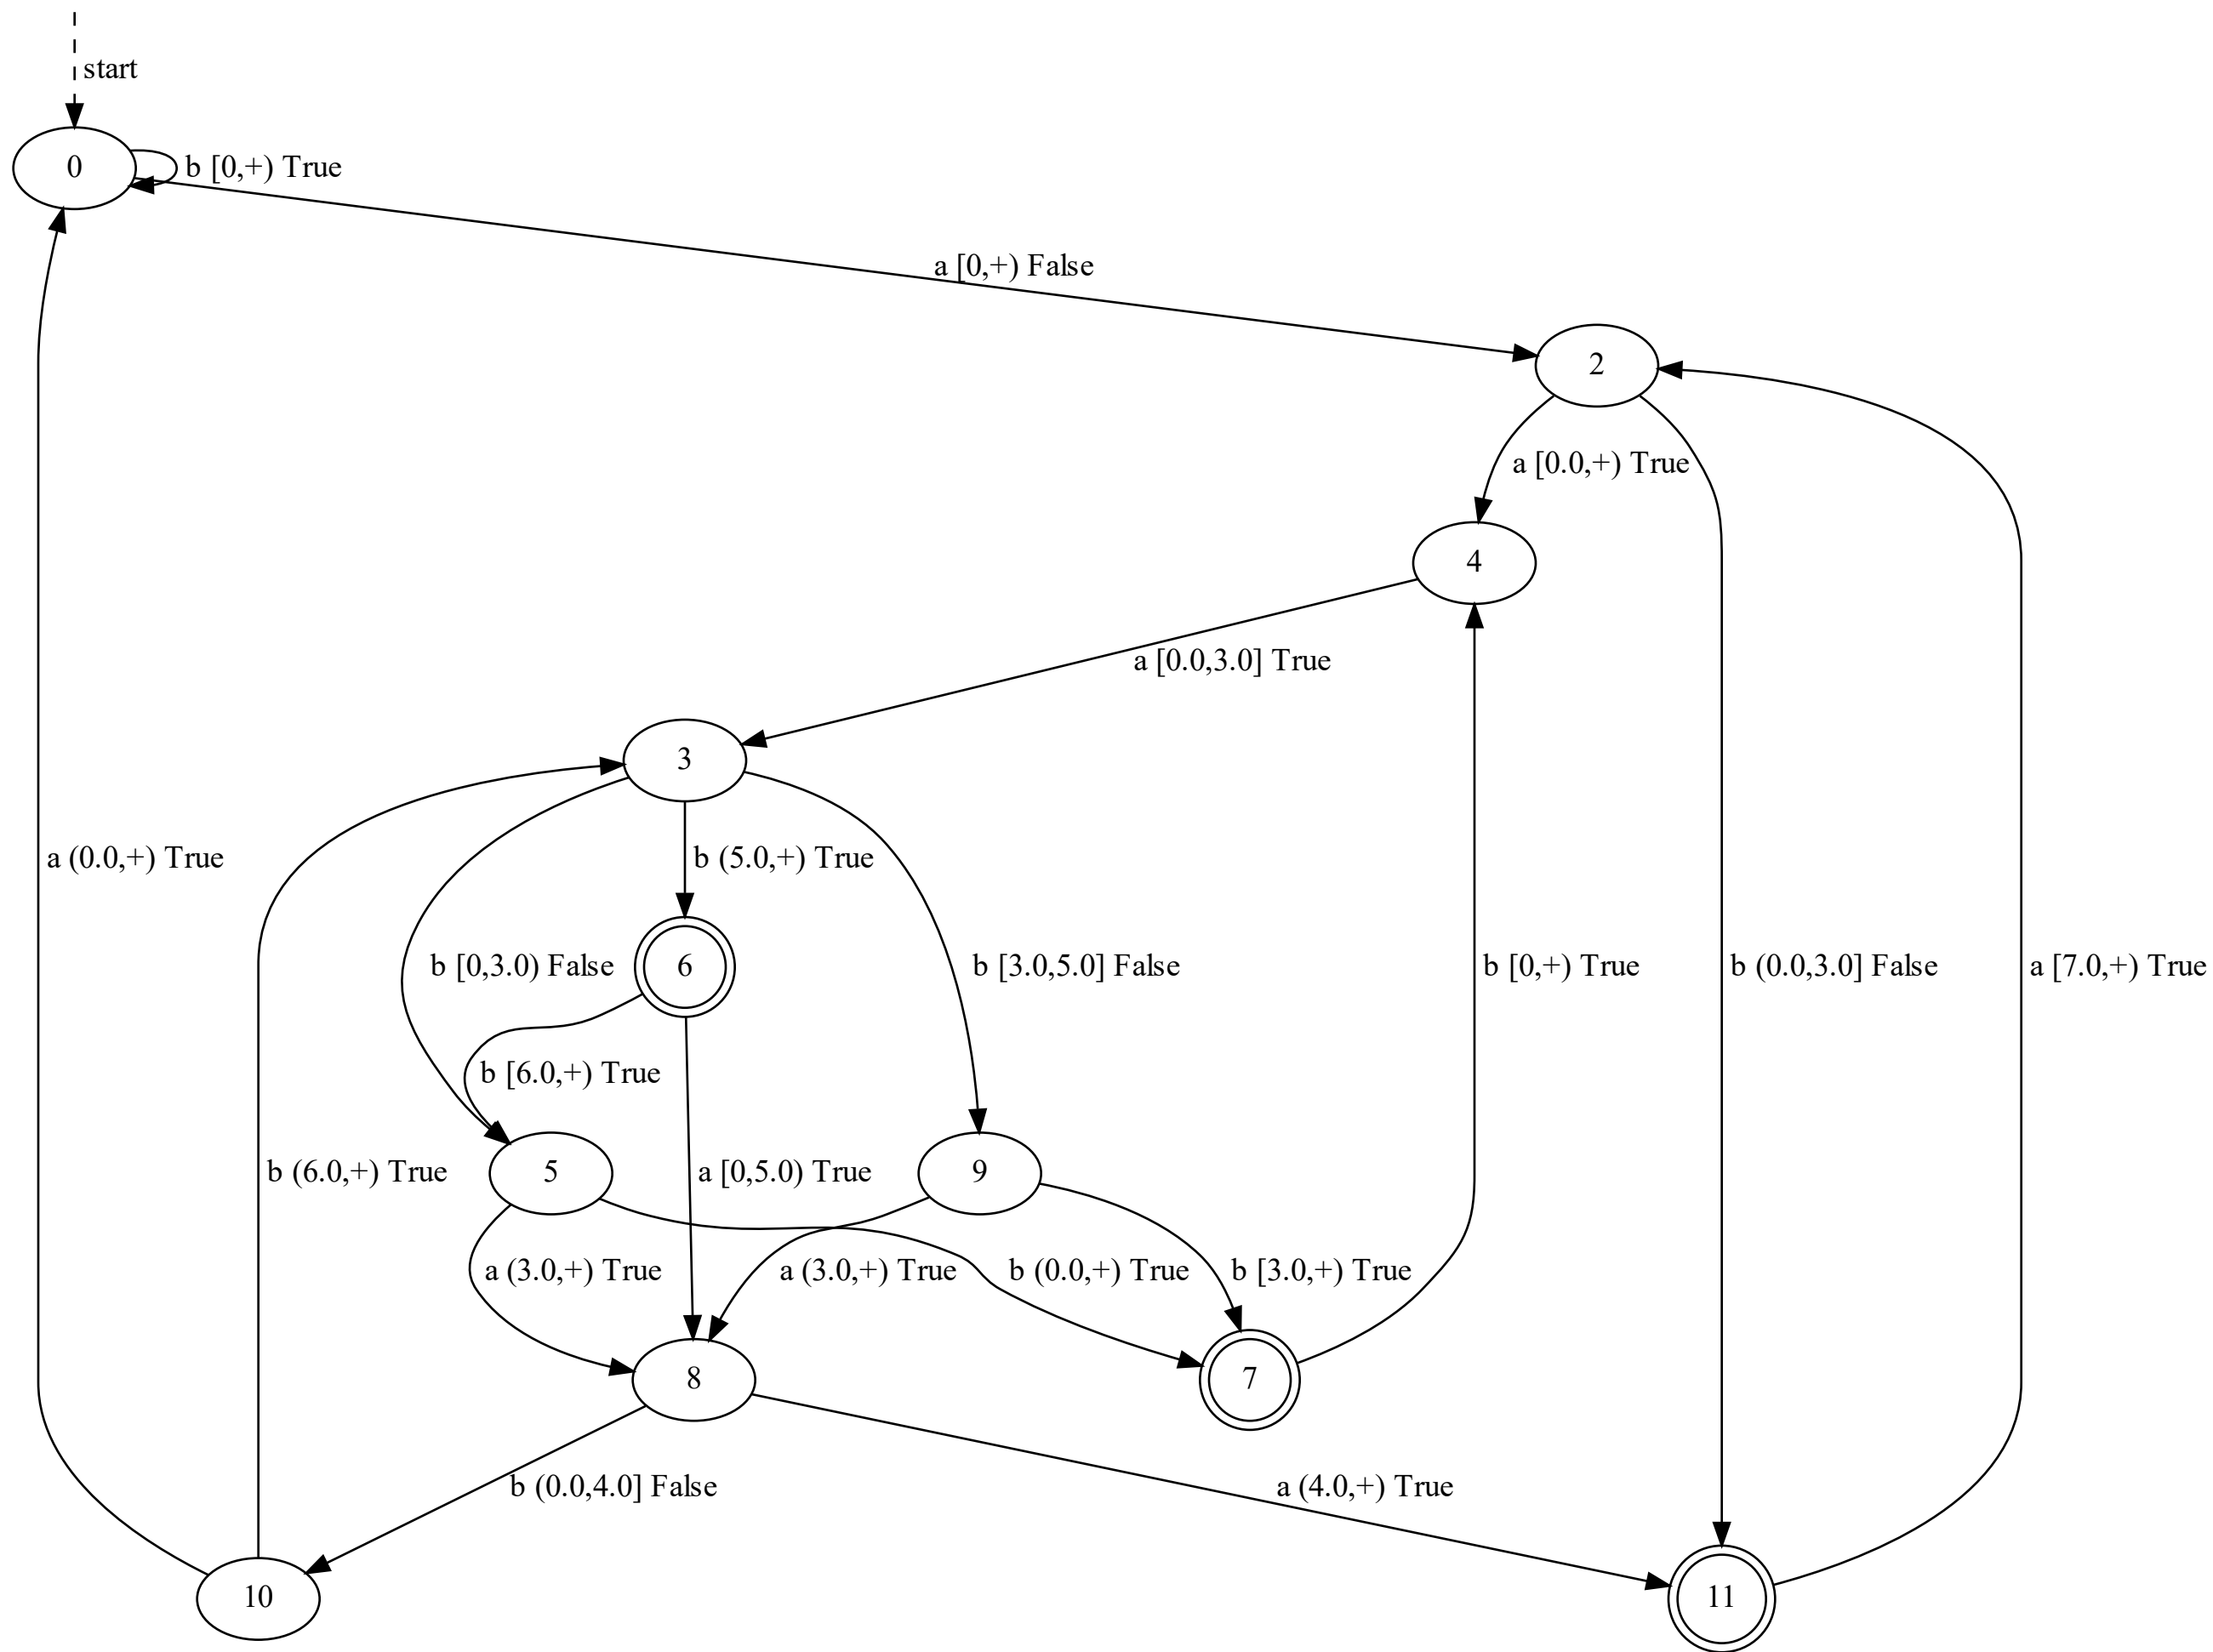 start
0
b [0,+) True
a [0,+) False
2
a [0.0,+) True
4
a [0.0,3.0] True
3
a (0.0,+) True
b (5.0,+) True
b [0,3.0) False
6
b [3.0,5.0] False
b [0,+) True
b (0.0,3.0] False
a [7.0,+) True
b [6.0,+) True
b (6.0,+) True
5
a [0,5.0) True
9
a (3.0,+) True
a (3.0,+) True
b (0.0,+) True
b [3.0,+) True
8
7
b (0.0,4.0] False
a (4.0,+) True
10
11